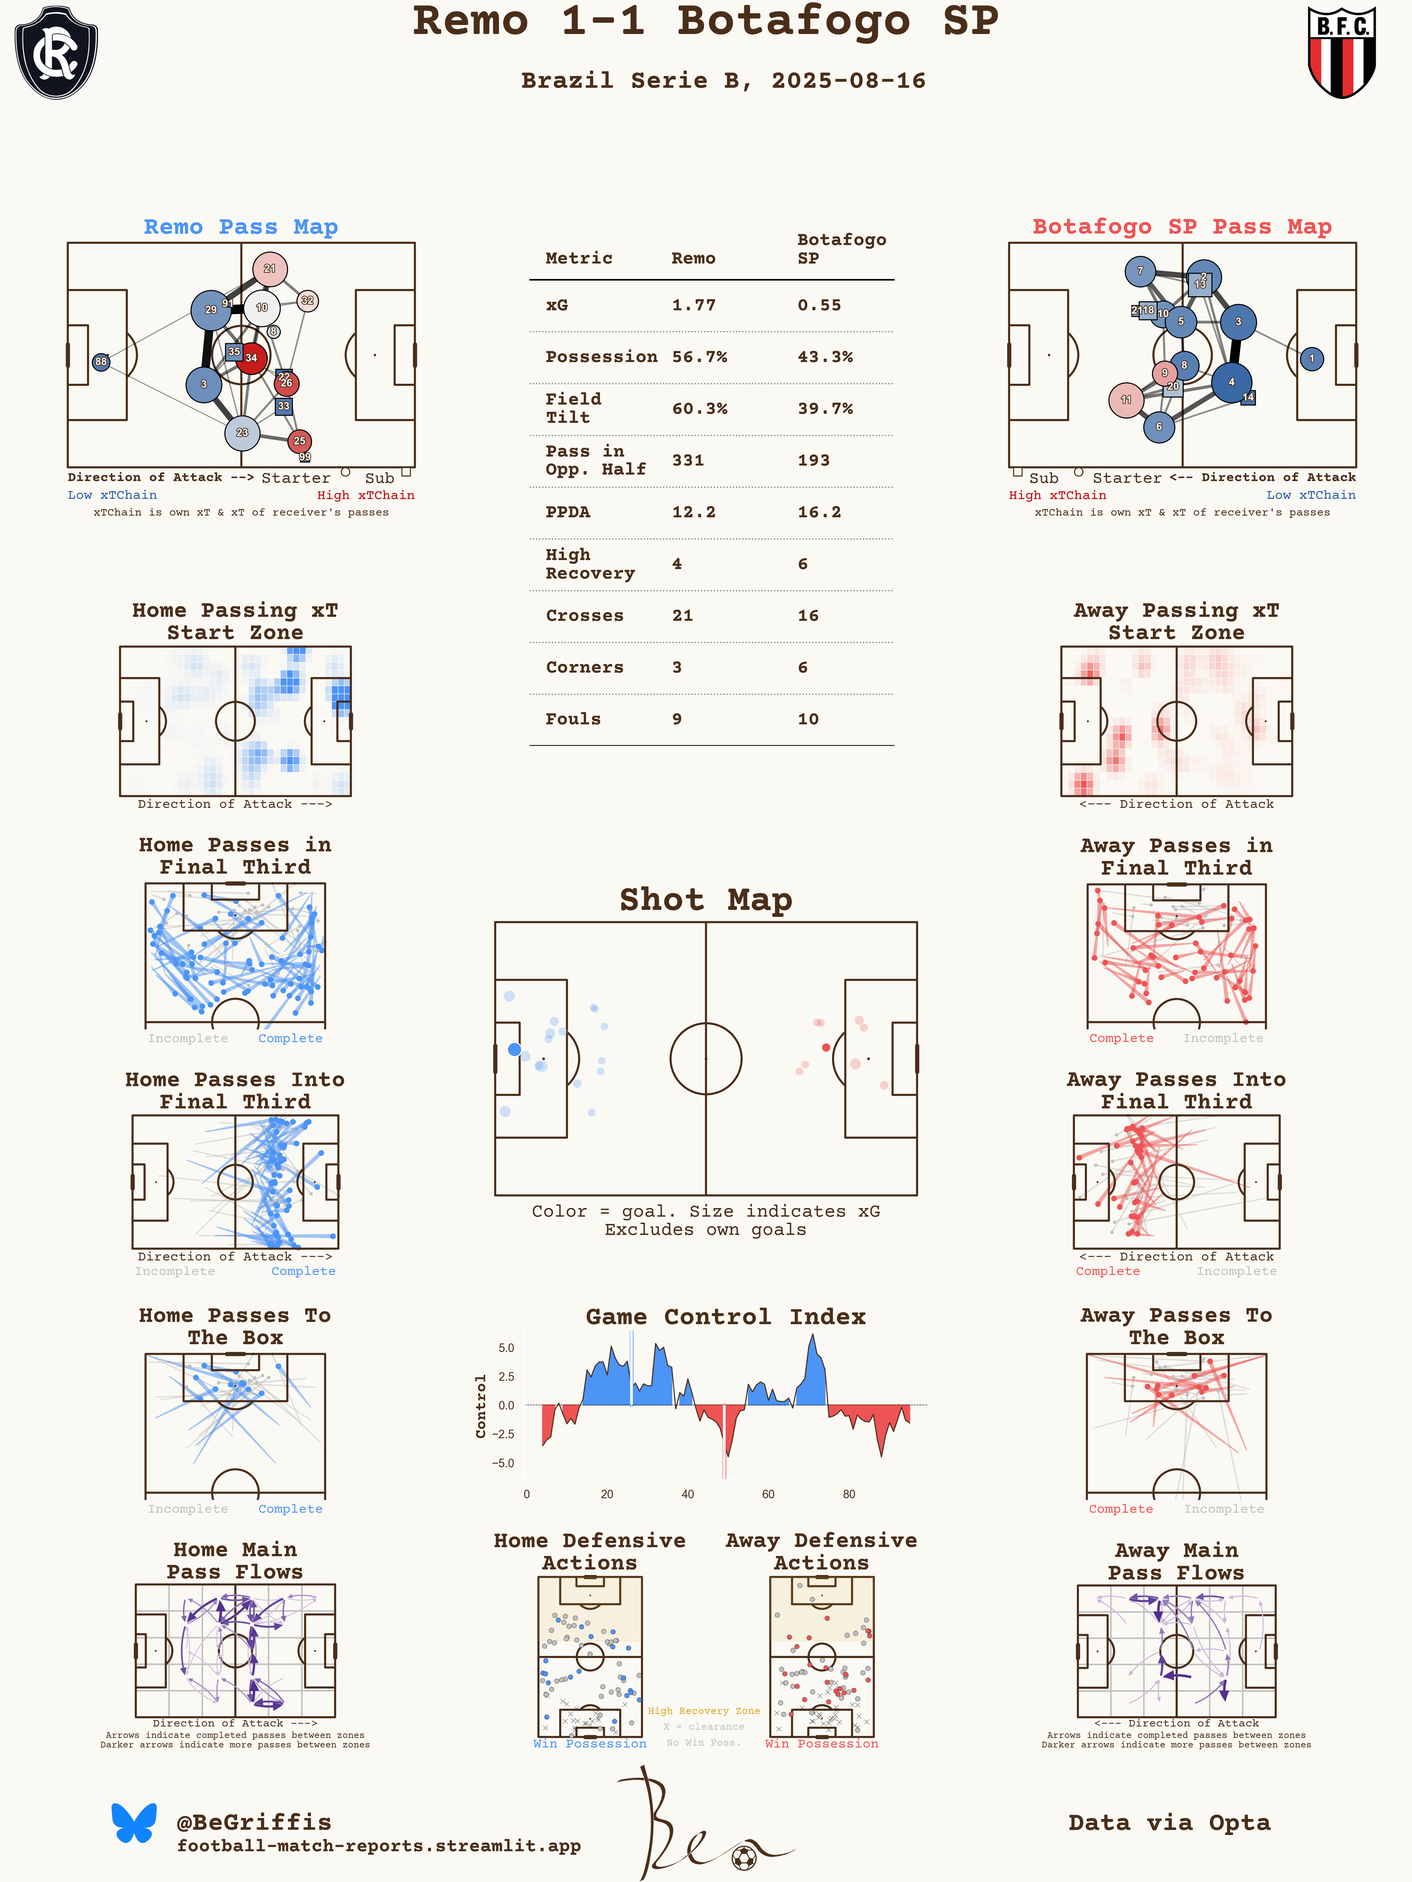 Remo 1-1 Botafogo SP
Brazil Serie B, 2025-08-16
B.F.C.
Remo Pass Map
21
32
91
29
10
8
35
34
88
22
26
3
33
23
25
99
Direction of Attack --> Starter Sub
Low xTChain High xTChain
xTChain is own xT & xT of receiver's passes
Metric Remo Botafogo SP
xG 1.77 0.55
Possession 56.7% 43.3%
Field Tilt 60.3% 39.7%
Pass in Opp. Half 331 193
PPDA 12.2 16.2
High Recovery 4 6
Crosses 21 16
Corners 3 6
Fouls 9 10
Botafogo SP Pass Map
7
2
13
21
18
10
5
3
1
8
9
4
20
11
14
6
Sub Starter <-- Direction of Attack
High xTChain Low xTChain
xTChain is own xT & xT of receiver's passes
Home Passing xT
Start Zone
Direction of Attack --->
Away Passing xT
Start Zone
<--- Direction of Attack
Home Passes in
Final Third
Incomplete Complete
Away Passes in
Final Third
Complete Incomplete
Shot Map
Color = goal. Size indicates xG
Excludes own goals
Home Passes Into
Final Third
Direction of Attack --->
Incomplete Complete
Away Passes Into
Final Third
<--- Direction of Attack
Complete Incomplete
Home Passes To
The Box
Incomplete Complete
Game Control Index
Control
5.0
2.5
0.0
−2.5
−5.0
0 20 40 60 80
Away Passes To
The Box
Complete Incomplete
Home Main
Pass Flows
Direction of Attack --->
Arrows indicate completed passes between zones
Darker arrows indicate more passes between zones
Home Defensive
Actions
Win Possession
Away Defensive
Actions
Win Possession
High Recovery Zone
X = clearance
No Win Poss.
Away Main
Pass Flows
<--- Direction of Attack
Arrows indicate completed passes between zones
Darker arrows indicate more passes between zones
@BeGriffis
football-match-reports.streamlit.app
Ben
Data via Opta